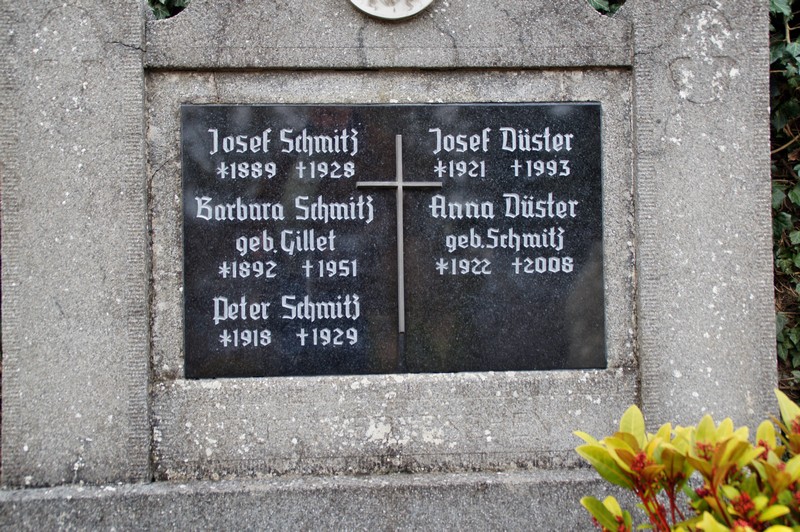 Josef Schmitz
*1889 †1928
Barbara Schmitz
geb. Gillet
*1892 †1951
Peter Schmitz
*1918 †1929
Josef Düster
*1921 †1993
Anna Düster
geb. Schmitz
*1922 †2008